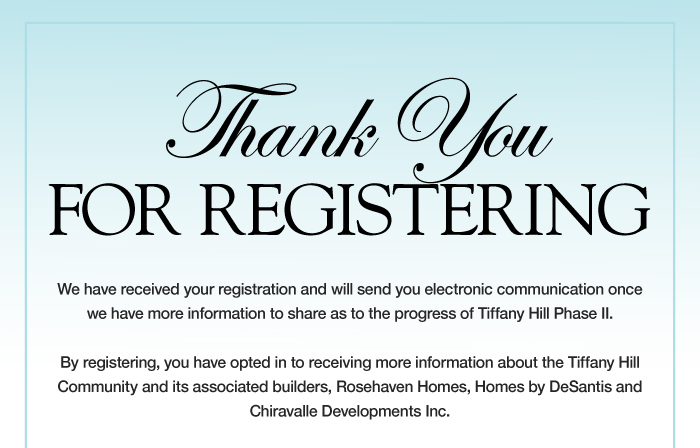 Thank You
FOR REGISTERING
We have received your registration and will send you electronic communication once
we have more information to share as to the progress of Tiffany Hill Phase II.
By registering, you have opted in to receiving more information about the Tiffany Hill
Community and its associated builders, Rosehaven Homes, Homes by DeSantis and
Chiravalle Developments Inc.